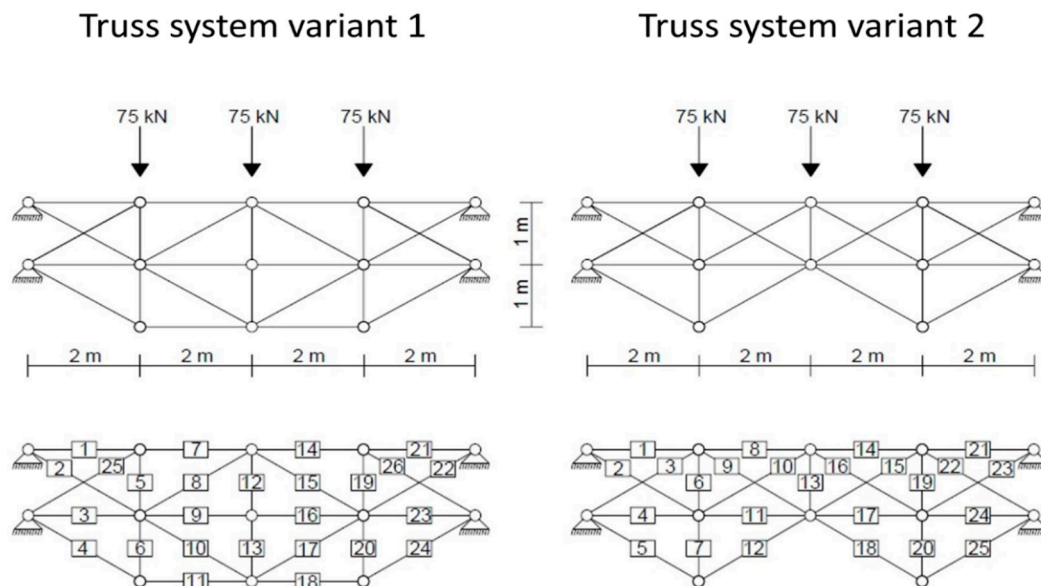 Truss system variant 1 Truss system variant 2
75 kN 75 kN 75 kN 75 kN 75 kN 75 kN
1 m
1 m
2 m 2 m 2 m 2 m 2 m 2 m 2 m 2 m
1 7 14 21 1 8 14 21
2 25 8 15 26 22 2 3 9 10 16 15 22 23
5 12 19 6 13 19
3 9 16 23 4 11 17 24
4 6 10 13 17 20 24 5 7 12 18 20 25
11 18